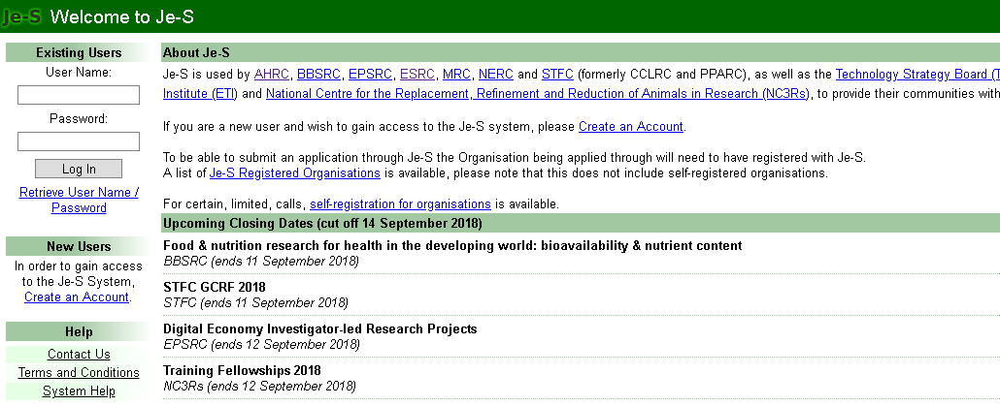 Je-S Welcome to Je-S
Existing Users
User Name:
Password:
Log In
Retrieve User Name /
Password
New Users
In order to gain access
to the Je-S System,
Create an Account.
Help
Contact Us
Terms and Conditions
System Help
About Je-S
Je-S is used by AHRC, BBSRC, EPSRC, ESRC, MRC, NERC and STFC (formerly CCLRC and PPARC), as well as the Technology Strategy Board (T
Institute (ETI) and National Centre for the Replacement, Refinement and Reduction of Animals in Research (NC3Rs), to provide their communities with
If you are a new user and wish to gain access to the Je-S system, please Create an Account.
To be able to submit an application through Je-S the Organisation being applied through will need to have registered with Je-S.
A list of Je-S Registered Organisations is available, please note that this does not include self-registered organisations.
For certain, limited, calls, self-registration for organisations is available.
Upcoming Closing Dates (cut off 14 September 2018)
Food & nutrition research for health in the developing world: bioavailability & nutrient content
BBSRC (ends 11 September 2018)
STFC GCRF 2018
STFC (ends 11 September 2018)
Digital Economy Investigator-led Research Projects
EPSRC (ends 12 September 2018)
Training Fellowships 2018
NC3Rs (ends 12 September 2018)